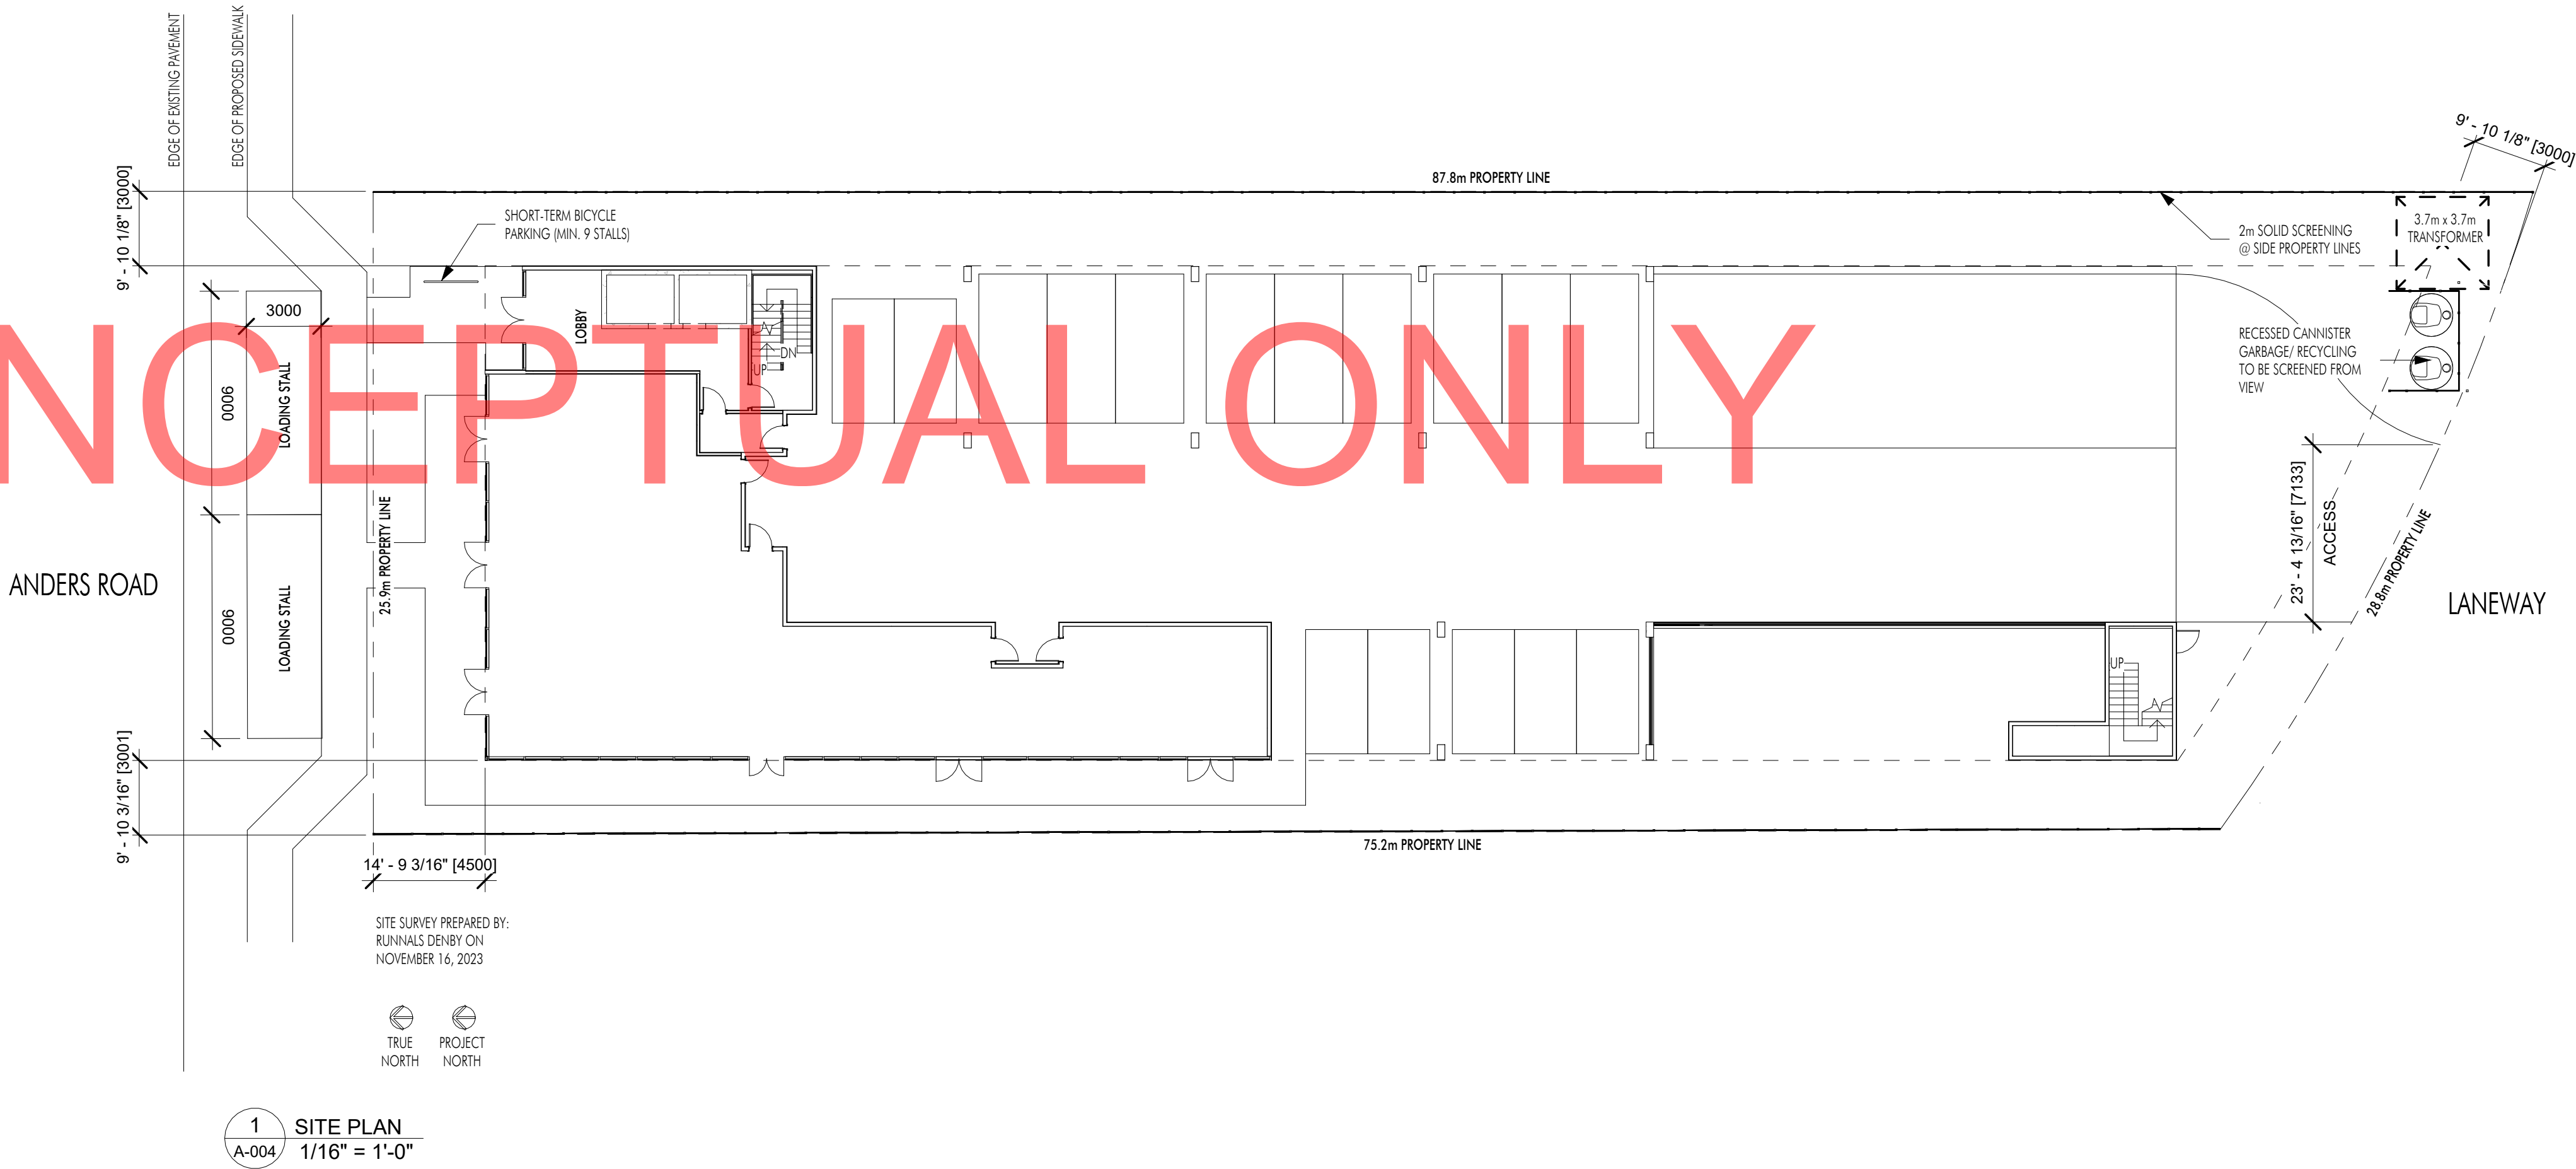 EDGE OF EXISTING PAVEMENT
EDGE OF PROPOSED SIDEWALK
9' - 10 1/8" [3000]
87.8m PROPERTY LINE
9' - 10 1/8" [3000]
SHORT-TERM BICYCLE
PARKING (MIN. 9 STALLS)
2m SOLID SCREENING
@ SIDE PROPERTY LINES
3.7m x 3.7m
TRANSFORMER
3000
LOBBY
DN
UP
RECESSED CANNISTER
GARBAGE/ RECYCLING
TO BE SCREENED FROM
VIEW
NCEPTUAL ONLY
9000
LOADING STALL
25.9m PROPERTY LINE
23' - 4 13/16" [7133]
ACCESS
28.8m PROPERTY LINE
ANDERS ROAD
LANEWAY
9000
LOADING STALL
UP
9' - 10 3/16" [3001]
75.2m PROPERTY LINE
14' - 9 3/16" [4500]
SITE SURVEY PREPARED BY:
RUNNALS DENBY ON
NOVEMBER 16, 2023
TRUE
NORTH
PROJECT
NORTH
1
A-004
SITE PLAN
1/16" = 1'-0"